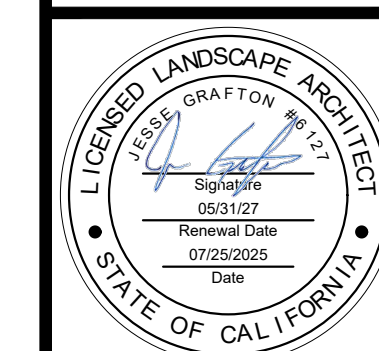 LICENSED LANDSCAPE ARCHITECT
JESSE GRAFTON #6127
Signature
05/31/27
Renewal Date
07/25/2025
Date
STATE OF CALIFORNIA